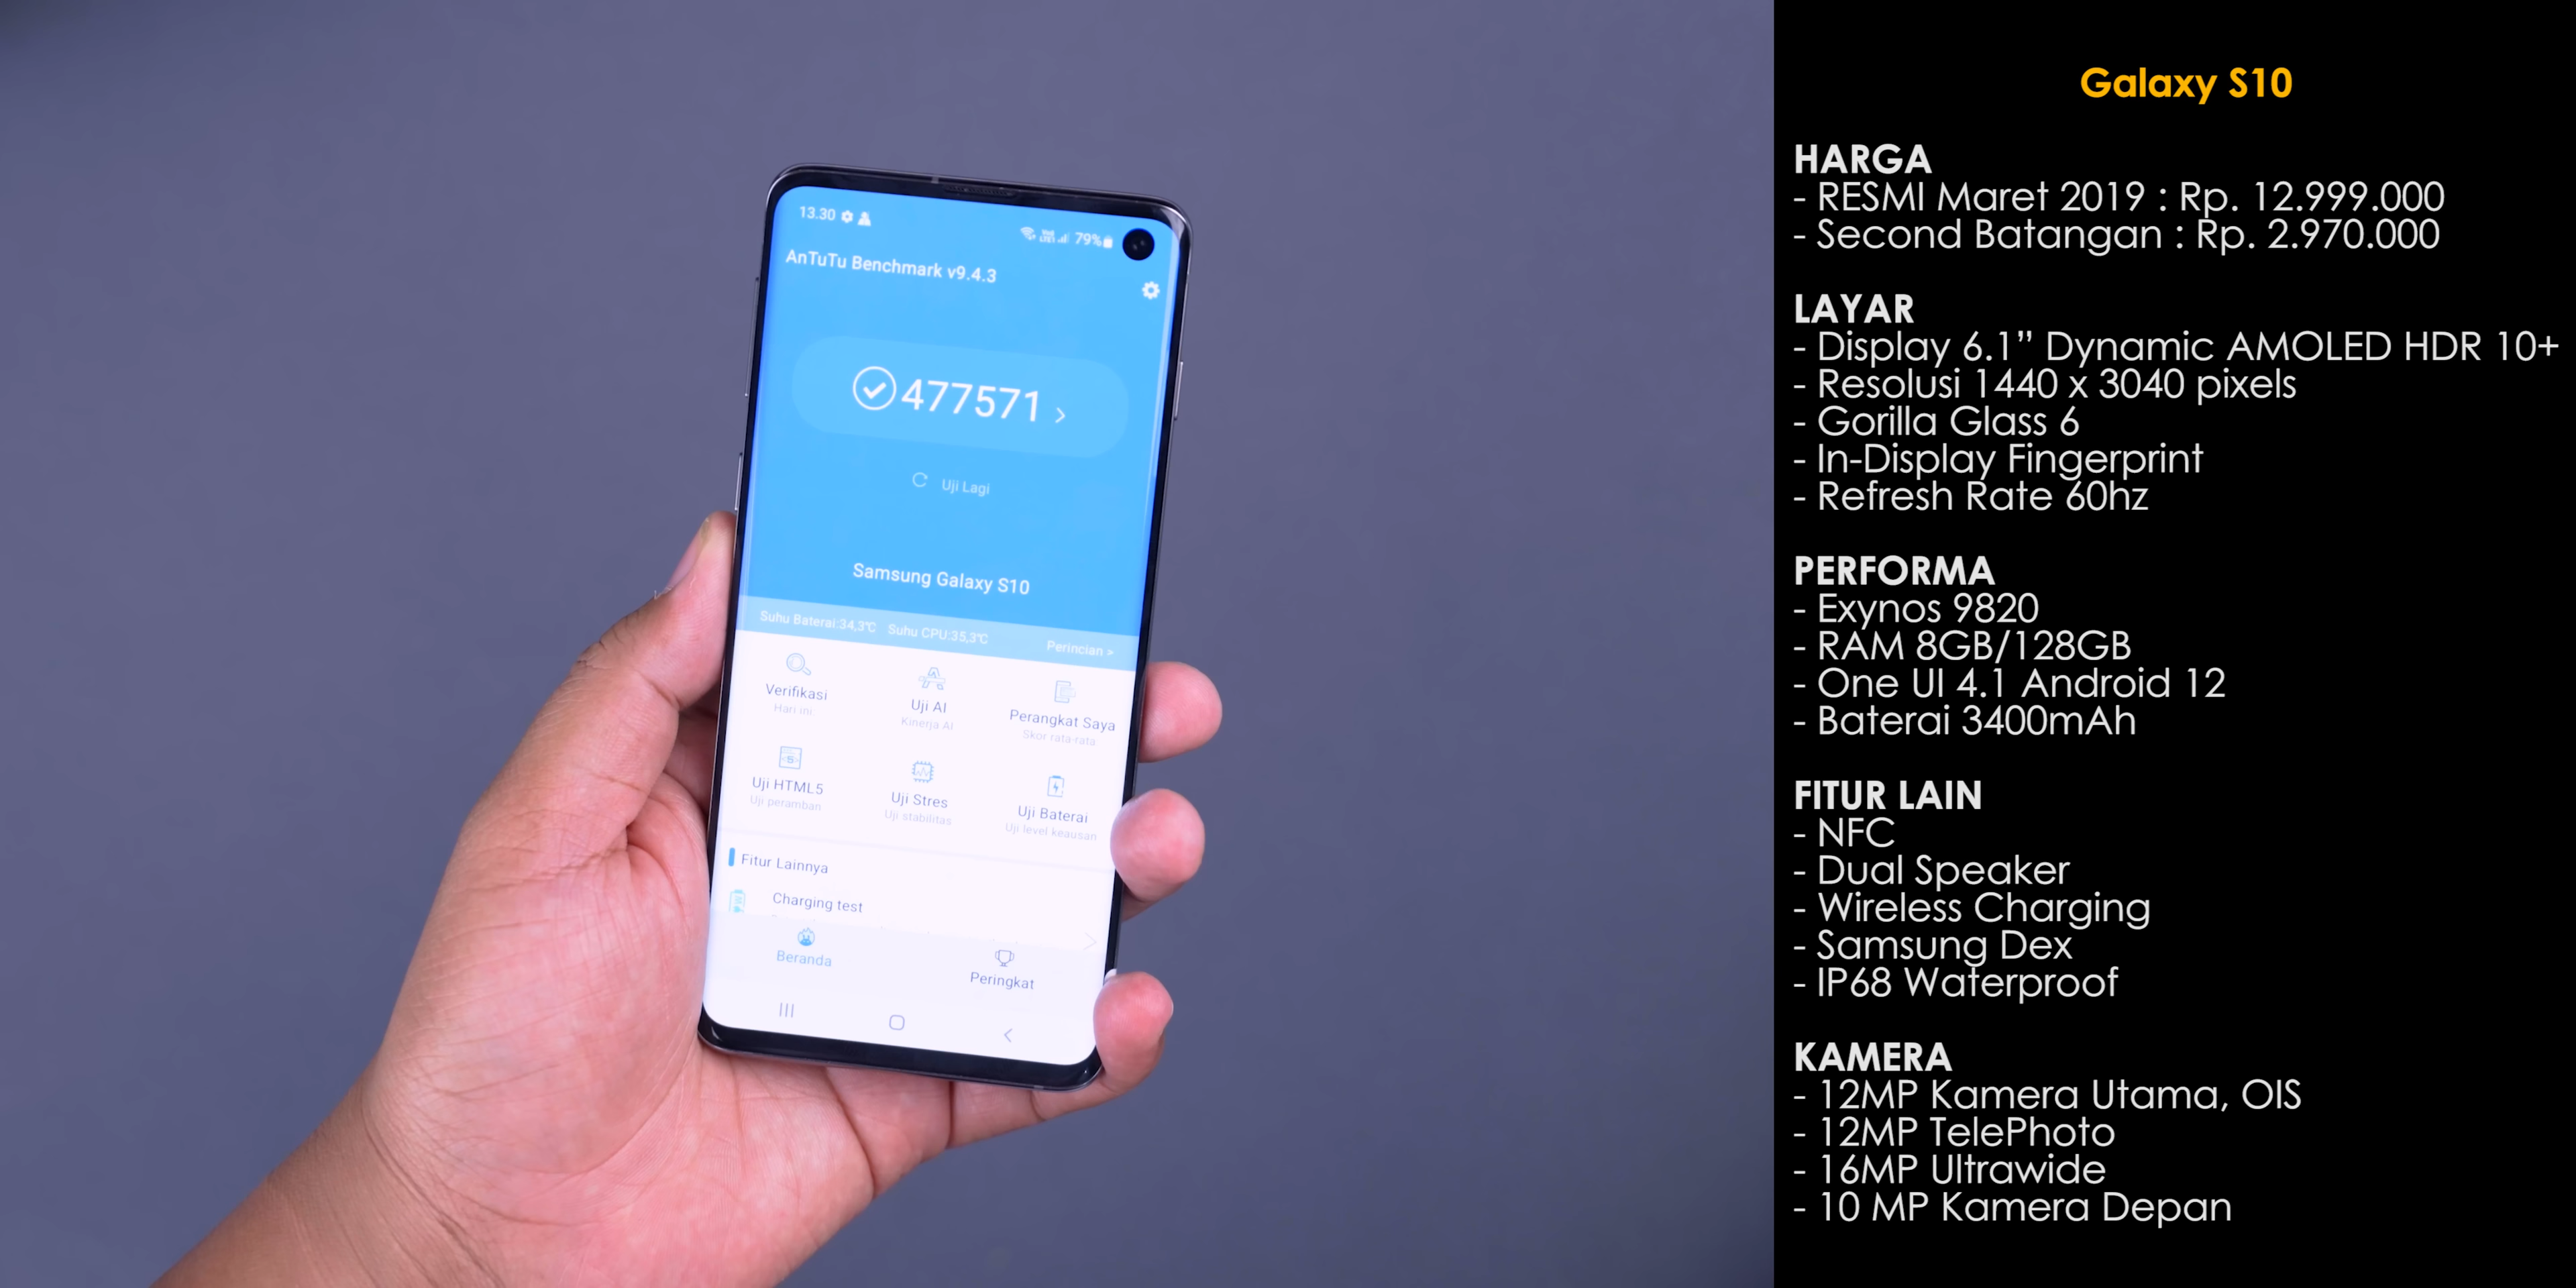 13.30
79%
AnTuTu Benchmark v9.4.3
477571 >
Uji Lagi
Samsung Galaxy S10
Suhu Baterai:34,3℃ Suhu CPU:35,3℃ Perincian >
Verifikasi
Hari ini
Uji AI
Kinerja AI
Perangkat Saya
Skor rata-rata
Uji HTML5
Uji peramban
Uji Stres
Uji stabilitas
Uji Baterai
Uji level keausan
Fitur Lainnya
Charging test
Beranda
Peringkat
Galaxy S10
HARGA
- RESMI Maret 2019 : Rp. 12.999.000
- Second Batangan : Rp. 2.970.000
LAYAR
- Display 6.1” Dynamic AMOLED HDR 10+
- Resolusi 1440 x 3040 pixels
- Gorilla Glass 6
- In-Display Fingerprint
- Refresh Rate 60hz
PERFORMA
- Exynos 9820
- RAM 8GB/128GB
- One UI 4.1 Android 12
- Baterai 3400mAh
FITUR LAIN
- NFC
- Dual Speaker
- Wireless Charging
- Samsung Dex
- IP68 Waterproof
KAMERA
- 12MP Kamera Utama, OIS
- 12MP TelePhoto
- 16MP Ultrawide
- 10 MP Kamera Depan